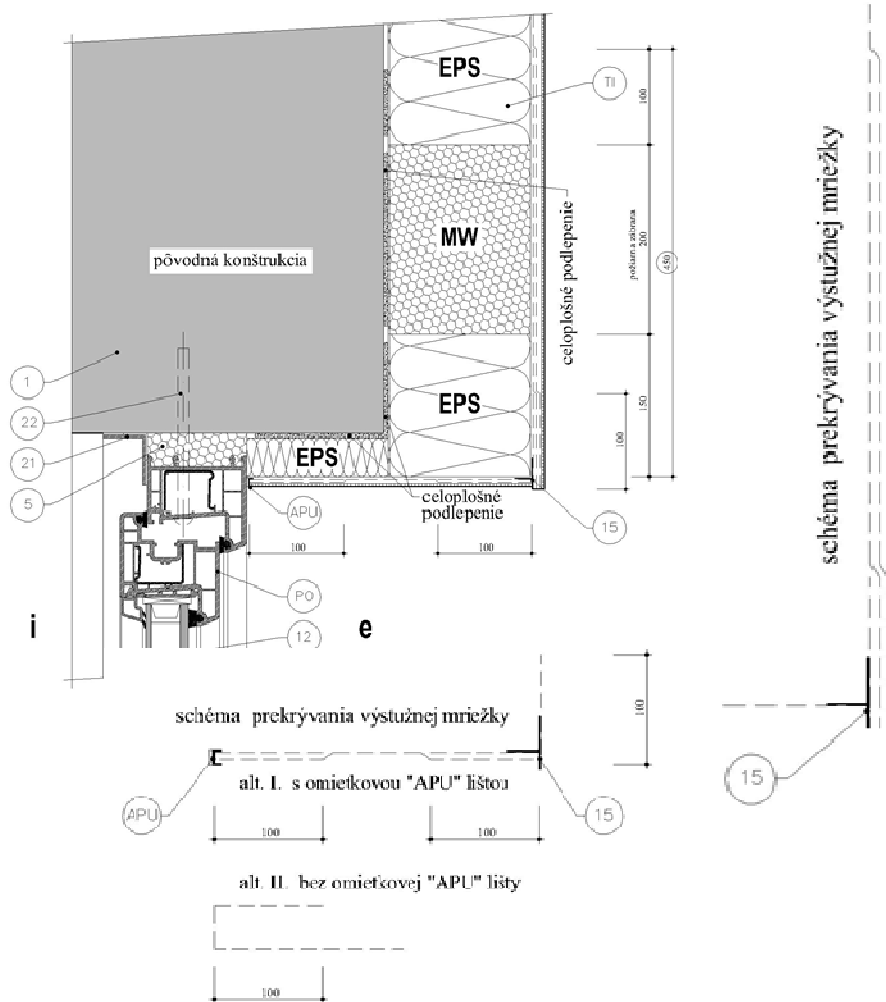 EPS
TI
100
celoplošné podlepenie
MW
požiarna zábrana
200
450
pôvodná konštrukcia
1
22
21
5
EPS
150
100
EPS
celoplošné
podlepenie
APU
15
100
100
PO
i
e
12
schéma prekrývania výstužnej mriežky
100
alt. I. s omietkovou "APU" lištou
APU
15
100
100
alt. II. bez omietkovej "APU" lišty
100
schéma prekrývania výstužnej mriežky
15